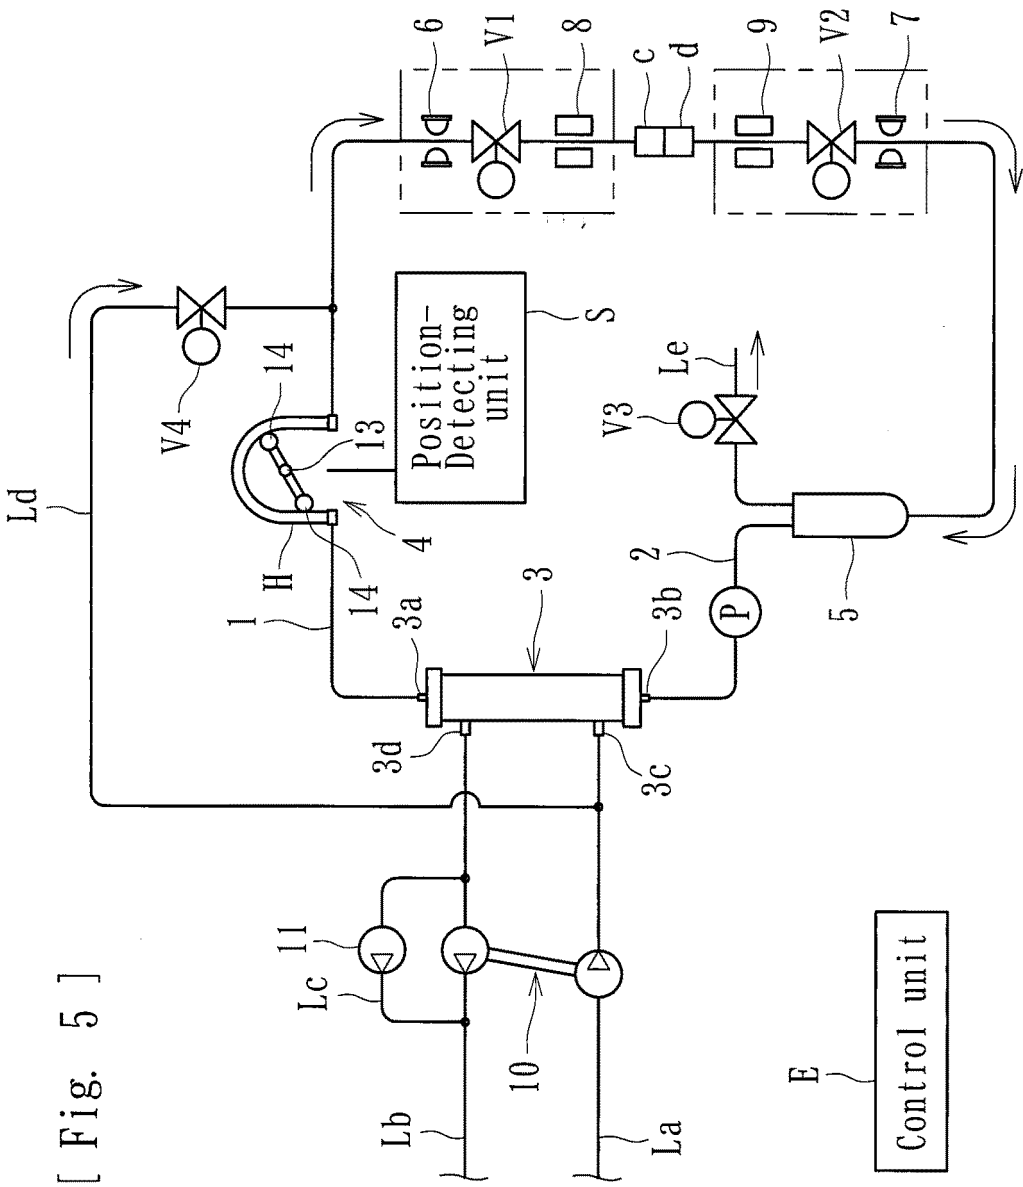 [ Fig. 5 ]
Ld
V4
14
13
14
H
4
1
Position-
Detecting
unit
S
6
V1
8
c
d
9
V2
7
Le
V3
2
5
P
3
3a
3b
3d
3c
11
Lc
10
Lb
La
E
Control unit